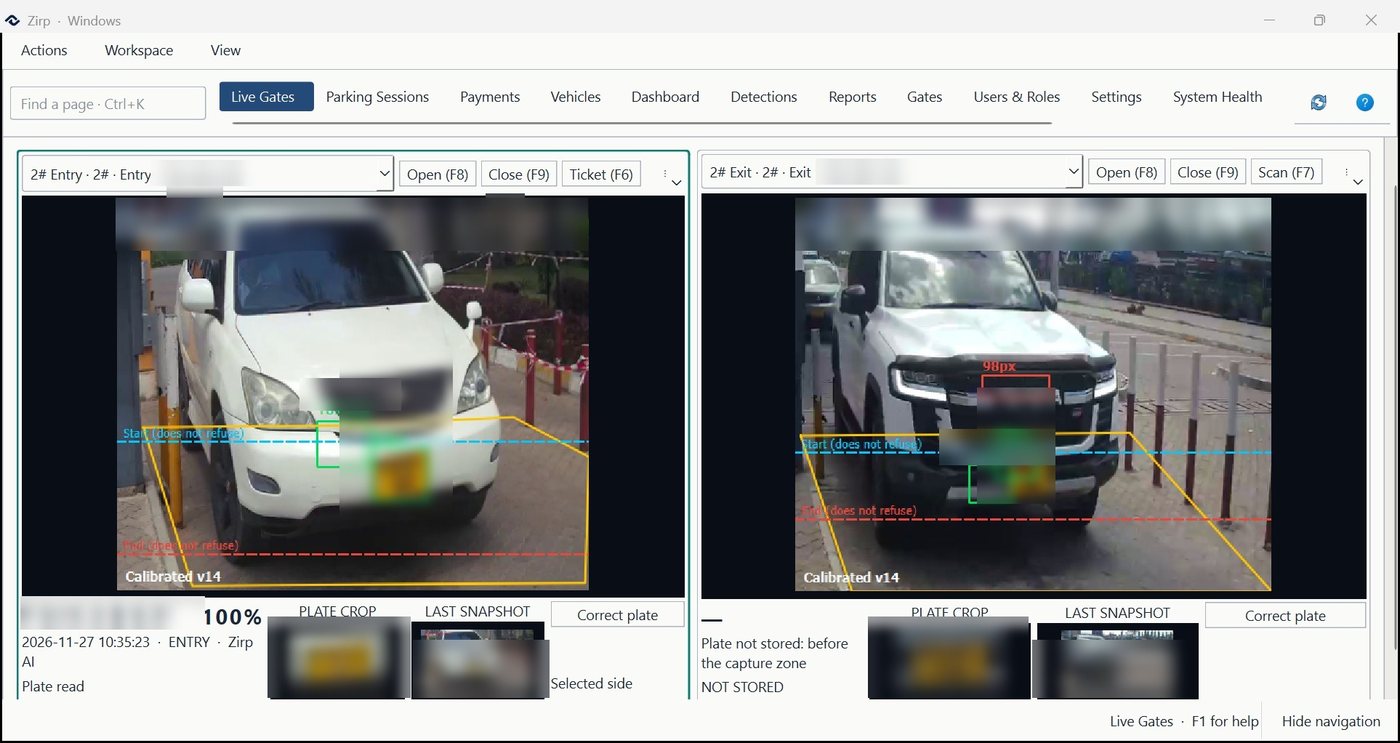 Zirp · Windows
Actions Workspace View
Find a page · Ctrl+K
Live Gates Parking Sessions Payments Vehicles Dashboard Detections Reports Gates Users & Roles Settings System Health
?
2# Entry · 2# · Entry
Open (F8) Close (F9) Ticket (F6)
Start (does not refuse)
End (does not refuse)
Calibrated v14
100%
2026-11-27 10:35:23 · ENTRY · Zirp
AI
Plate read
PLATE CROP
LAST SNAPSHOT
Correct plate
Selected side
2# Exit · 2# · Exit
Open (F8) Close (F9) Scan (F7)
98px
Start (does not refuse)
End (does not refuse)
Calibrated v14
—
Plate not stored: before
the capture zone
NOT STORED
PLATE CROP
LAST SNAPSHOT
Correct plate
Live Gates · F1 for help
Hide navigation